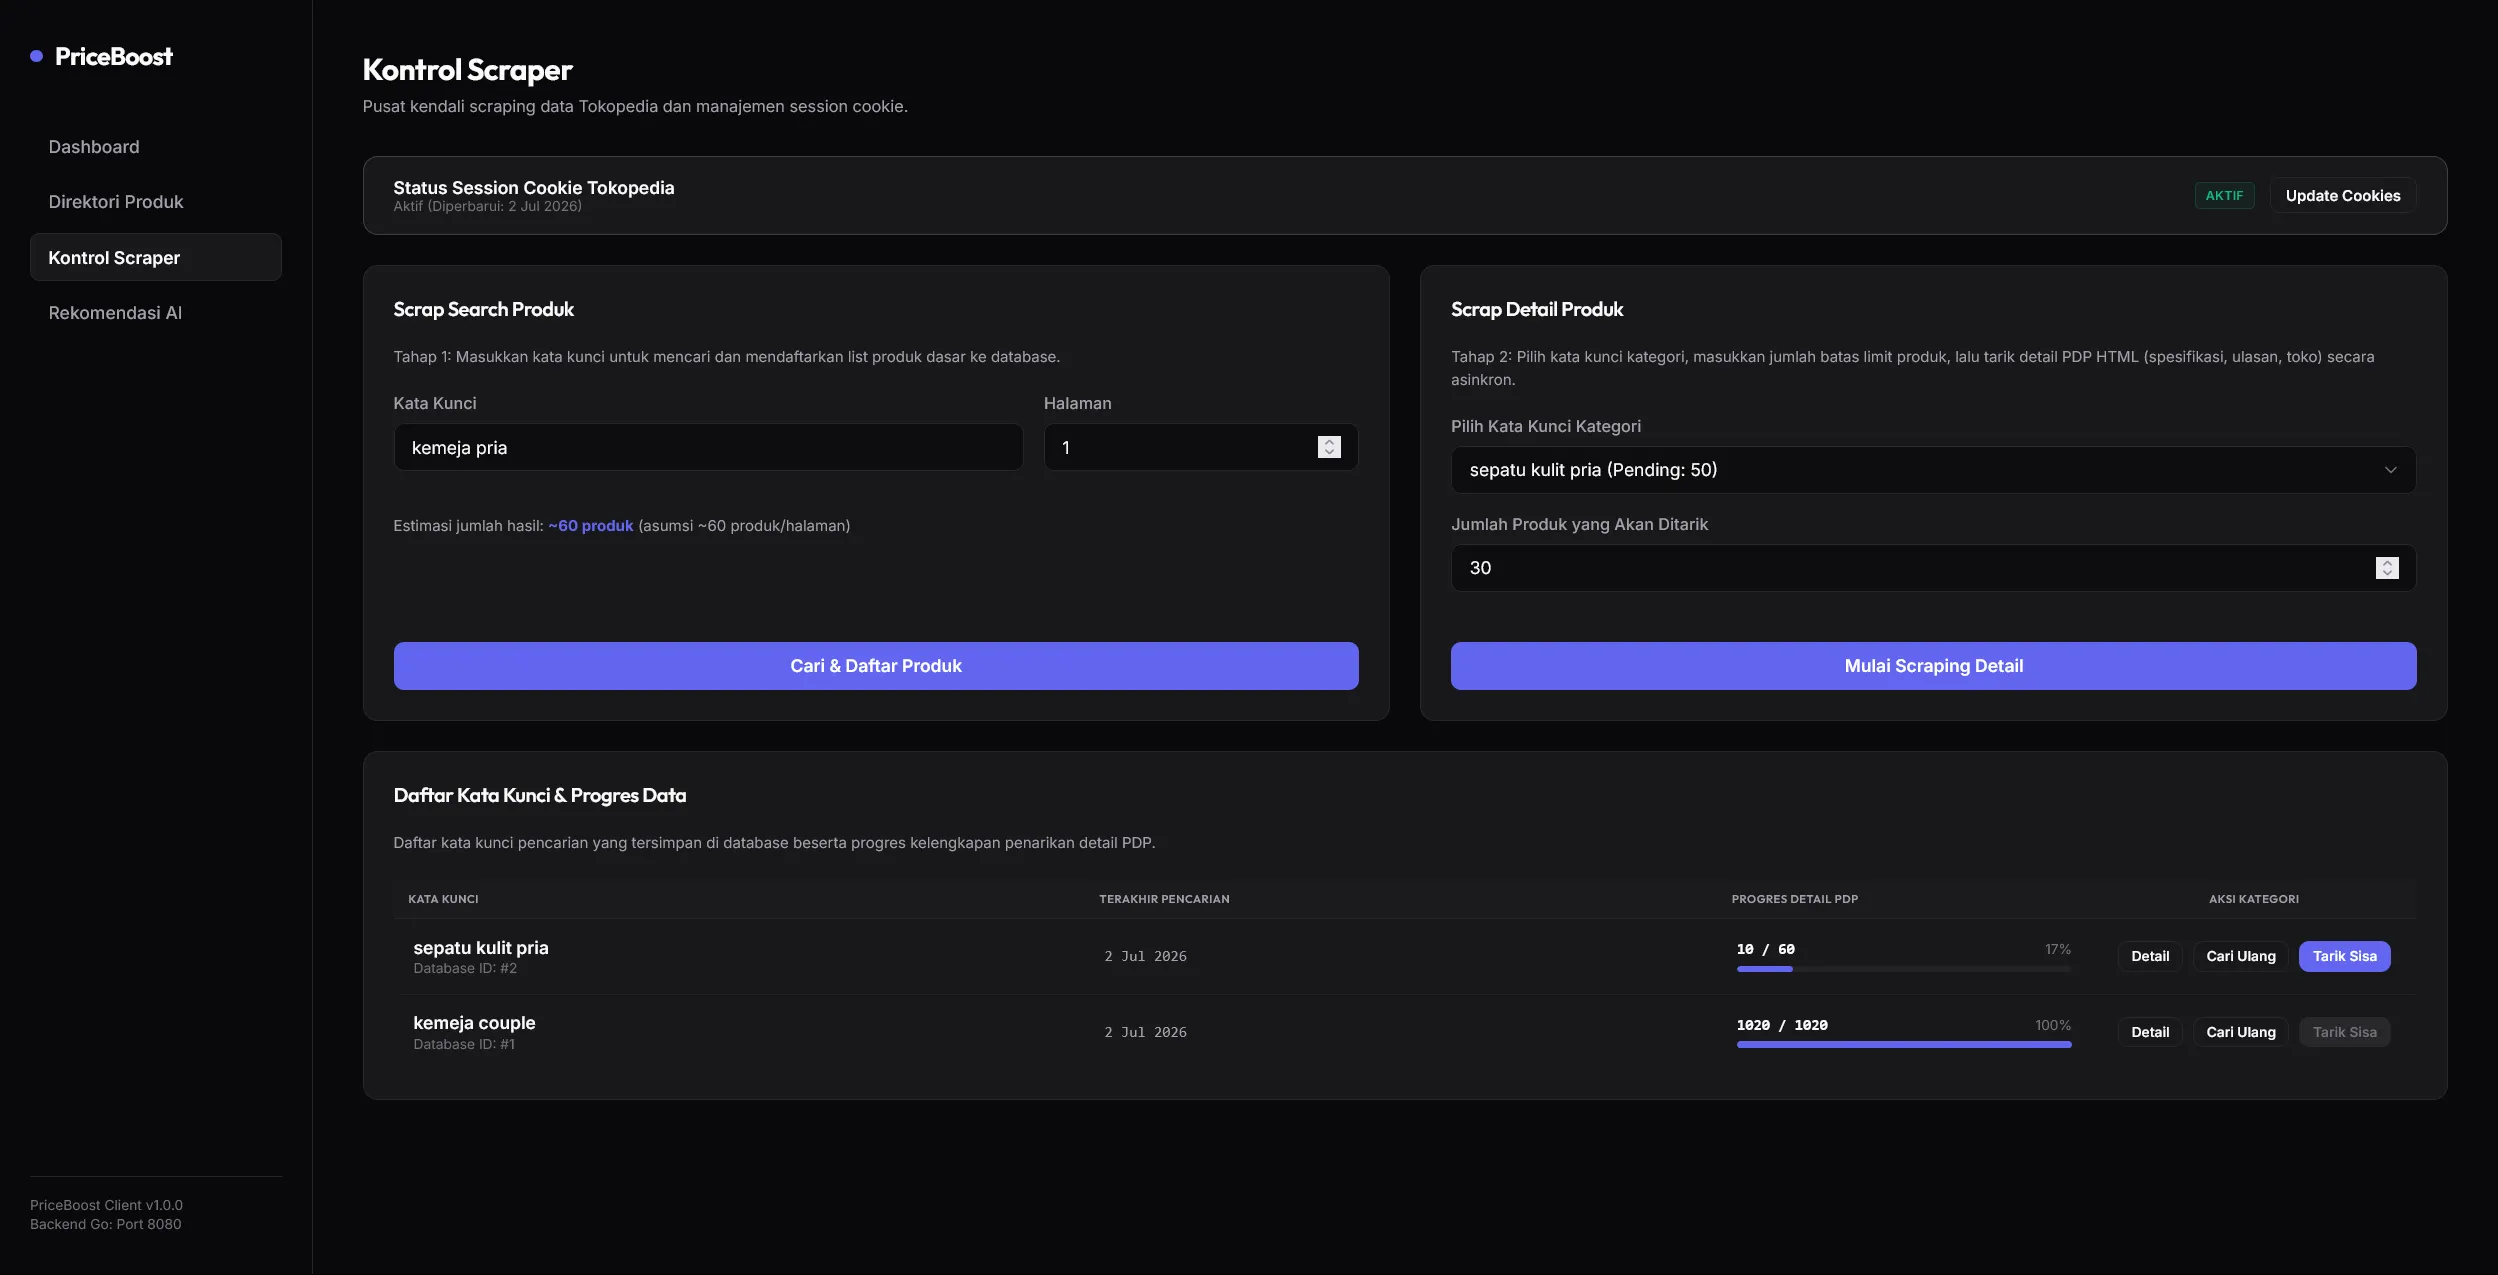 PriceBoost
Dashboard
Direktori Produk
Kontrol Scraper
Rekomendasi AI
PriceBoost Client v1.0.0
Backend Go: Port 8080
Kontrol Scraper
Pusat kendali scraping data Tokopedia dan manajemen session cookie.
Status Session Cookie Tokopedia
Aktif (Diperbarui: 2 Jul 2026)
AKTIF
Update Cookies
Scrap Search Produk
Tahap 1: Masukkan kata kunci untuk mencari dan mendaftarkan list produk dasar ke database.
Kata Kunci
Halaman
kemeja pria
1
Estimasi jumlah hasil: ~60 produk (asumsi ~60 produk/halaman)
Cari & Daftar Produk
Scrap Detail Produk
Tahap 2: Pilih kata kunci kategori, masukkan jumlah batas limit produk, lalu tarik detail PDP HTML (spesifikasi, ulasan, toko) secara
asinkron.
Pilih Kata Kunci Kategori
sepatu kulit pria (Pending: 50)
Jumlah Produk yang Akan Ditarik
30
Mulai Scraping Detail
Daftar Kata Kunci & Progres Data
Daftar kata kunci pencarian yang tersimpan di database beserta progres kelengkapan penarikan detail PDP.
KATA KUNCI TERAKHIR PENCARIAN PROGRES DETAIL PDP AKSI KATEGORI
sepatu kulit pria
Database ID: #2
2 Jul 2026
10 / 60 17%
Detail Cari Ulang Tarik Sisa
kemeja couple
Database ID: #1
2 Jul 2026
1020 / 1020 100%
Detail Cari Ulang Tarik Sisa